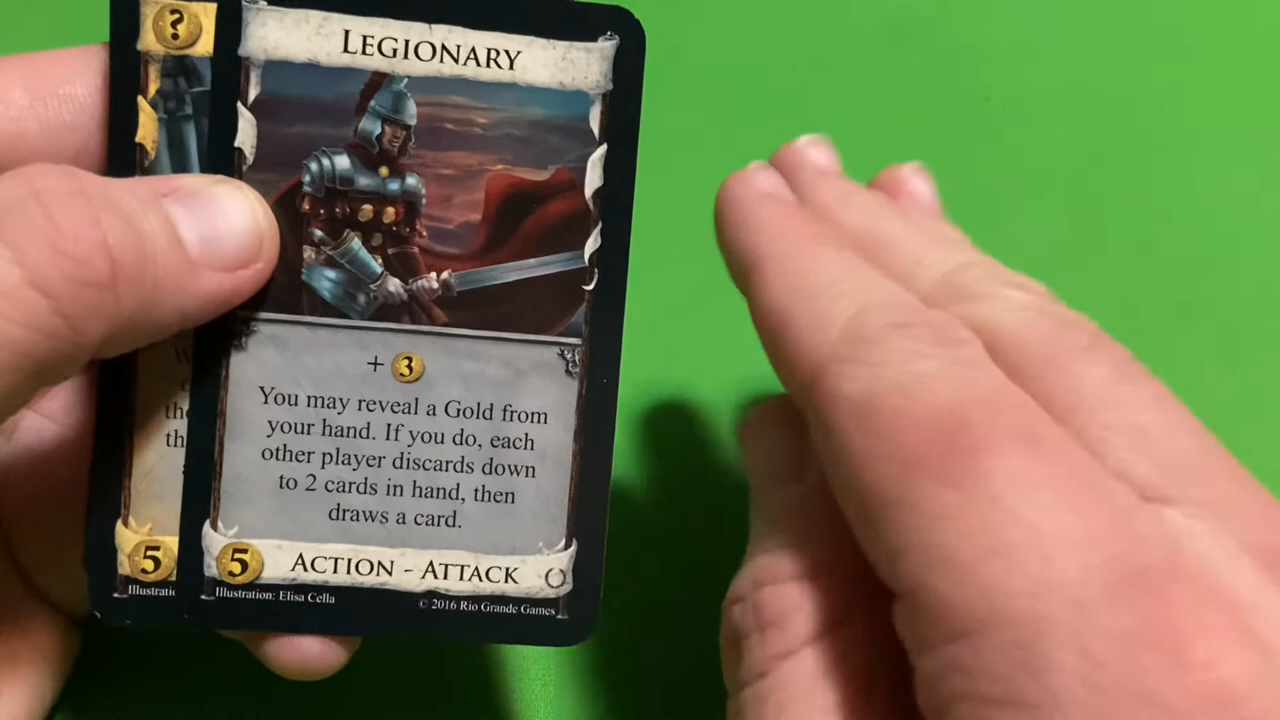 ?
LEGIONARY
+ 3
You may reveal a Gold from
your hand. If you do, each
other player discards down
to 2 cards in hand, then
draws a card.
5
5 ACTION - ATTACK
Illustration: Elisa Cella © 2016 Rio Grande Games